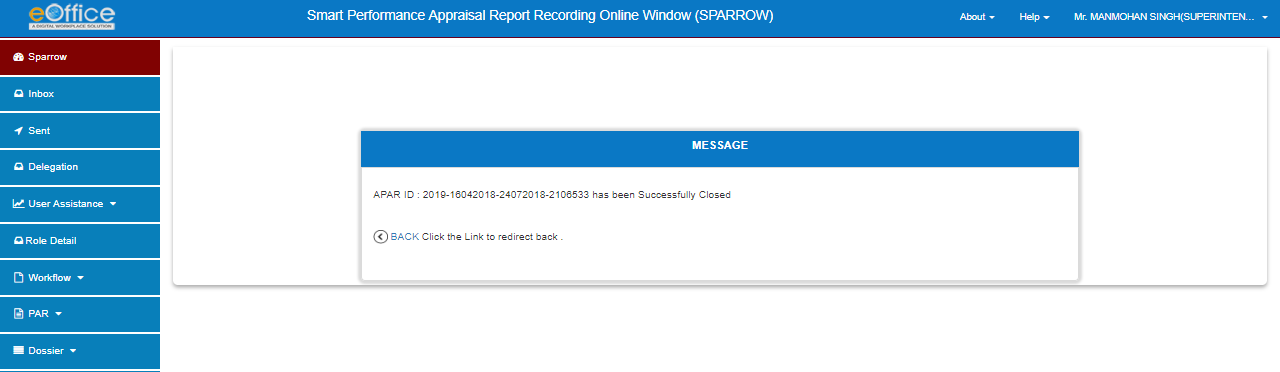 eOffice
A DIGITAL WORKPLACE SOLUTION
Smart Performance Appraisal Report Recording Online Window (SPARROW)
About
Help
Mr. MANMOHAN SINGH(SUPERINTEN...
Sparrow
Inbox
Sent
Delegation
User Assistance
Role Detail
Workflow
PAR
Dossier
MESSAGE
APAR ID : 2019-16042018-24072018-2106533 has been Successfully Closed
BACK Click the Link to redirect back .